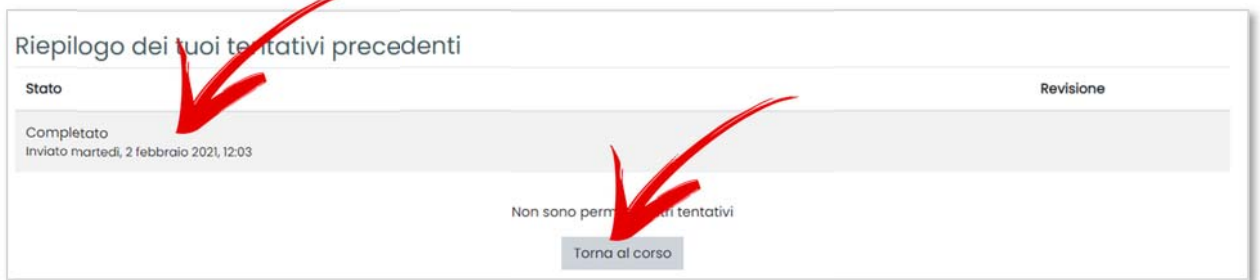 Riepilogo dei tuoi tentativi precedenti
Stato Revisione
Completato
Inviato martedì, 2 febbraio 2021, 12:03
Non sono tentativi
Torna al corso